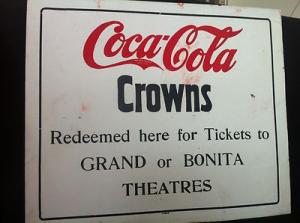 Coca-Cola
Crowns
Redeemed here for Tickets to
GRAND or BONITA
THEATRES